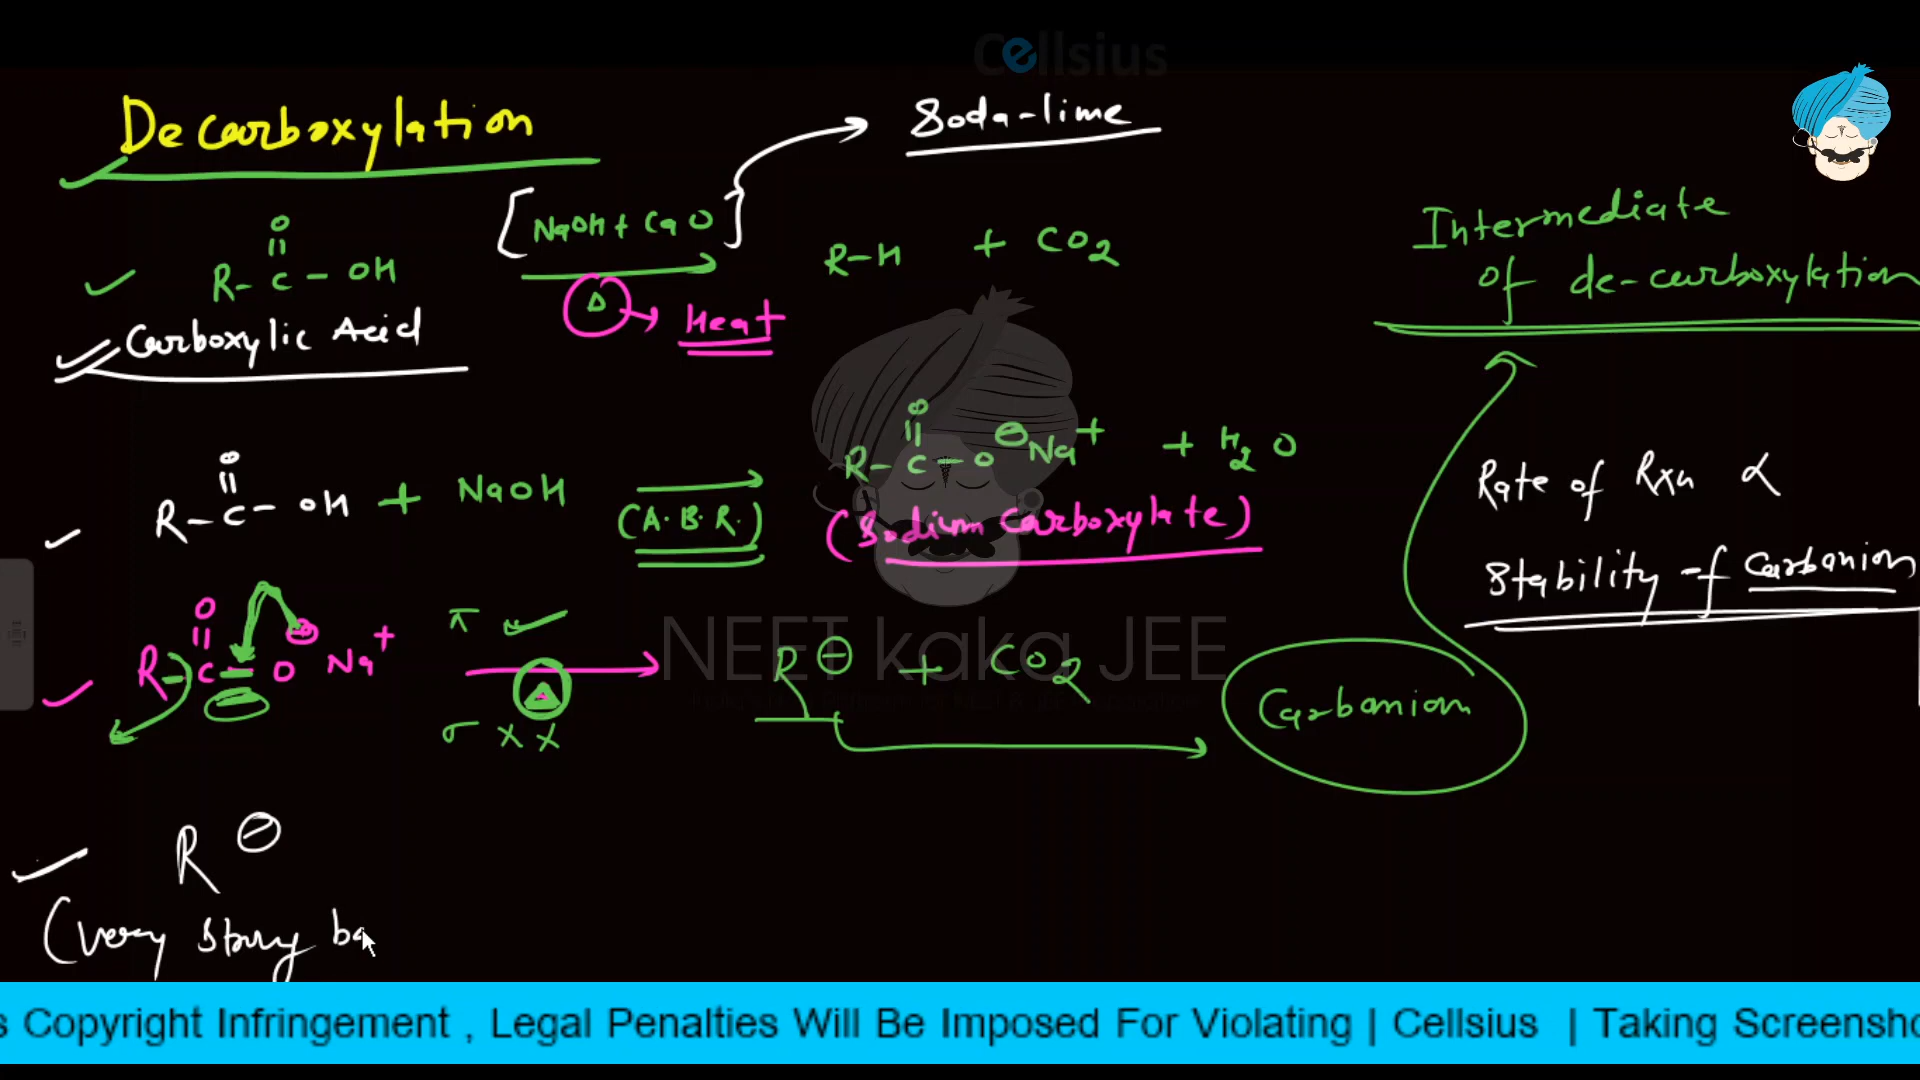 Cellsius
Decarboxylation
Soda-lime
[NaOH + CaO]
O
||
R-C-OH
R-H + CO2
Δ → Heat
Carboxylic Acid
Intermediate
of de-carboxylation
O
||
R-C-OH + NaOH
(A.B.R.)
O
||
R-C-O⊖Na+ + H2O
(Sodium carboxylate)
Rate of Rxn ∝
Stability of Carbanion
O
||
R-C-O⊖Na+
π ✓
Δ
σ x x
R⊖ + CO2
Carbanion
NEET kaka JEE
R⊖
(Very strong ba
s Copyright Infringement , Legal Penalties Will Be Imposed For Violating | Cellsius | Taking Screensho